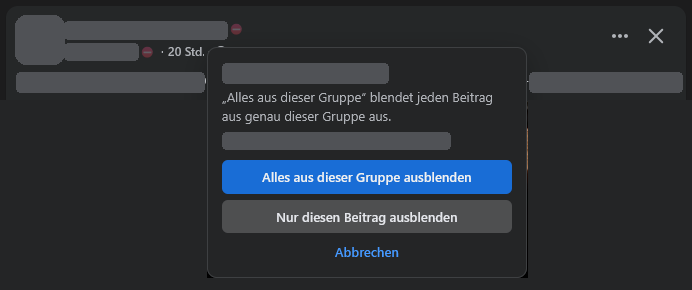 · 20 Std. ·
„Alles aus dieser Gruppe“ blendet jeden Beitrag
aus genau dieser Gruppe aus.
Alles aus dieser Gruppe ausblenden
Nur diesen Beitrag ausblenden
Abbrechen